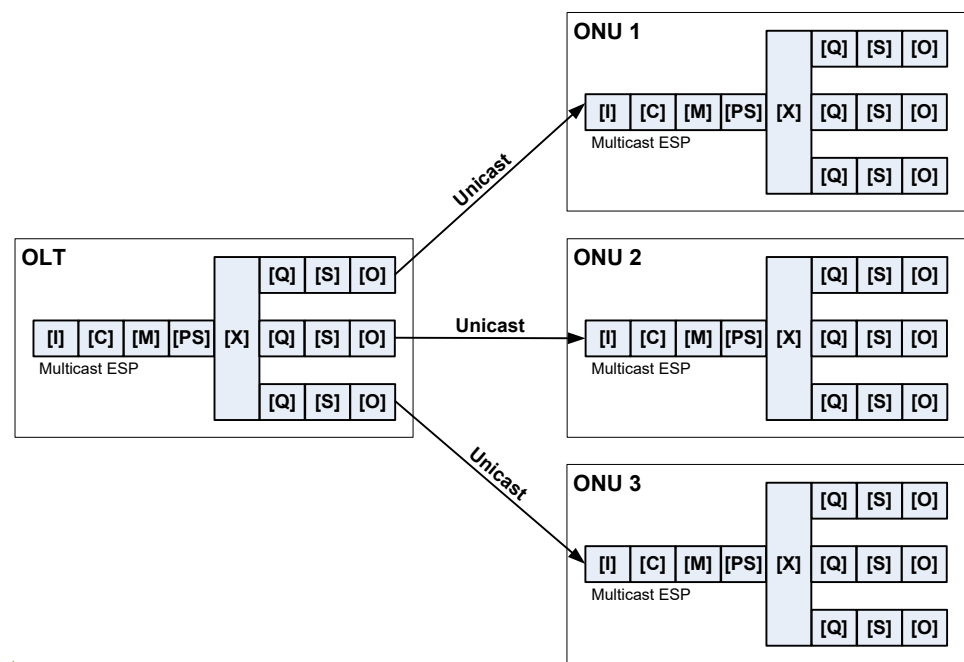 ONU 1
[Q] [S] [O]
[I] [C] [M] [PS] [X] [Q] [S] [O]
Multicast ESP
[Q] [S] [O]
Unicast
OLT
[Q] [S] [O]
[I] [C] [M] [PS] [X] [Q] [S] [O]
Multicast ESP
[Q] [S] [O]
Unicast
ONU 2
[Q] [S] [O]
[I] [C] [M] [PS] [X] [Q] [S] [O]
Multicast ESP
[Q] [S] [O]
Unicast
ONU 3
[Q] [S] [O]
[I] [C] [M] [PS] [X] [Q] [S] [O]
Multicast ESP
[Q] [S] [O]